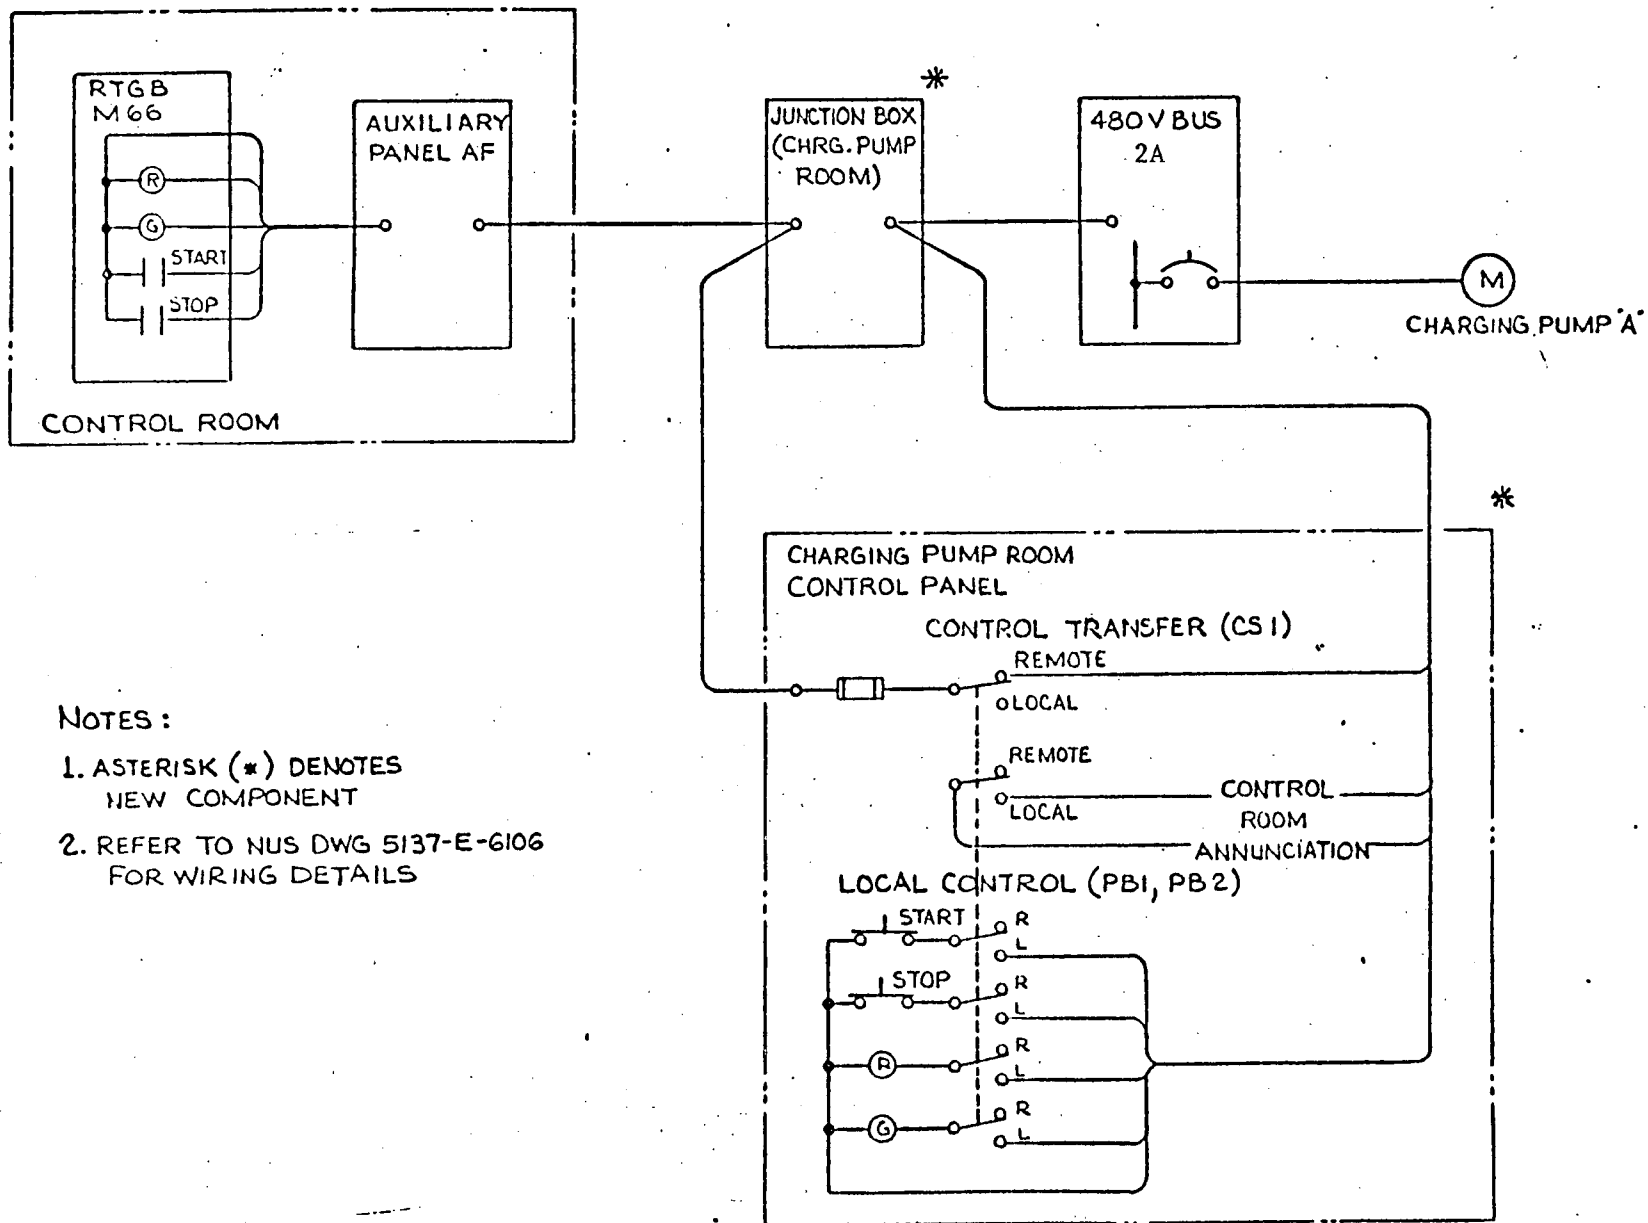 RTGB
M66
R
G
START
STOP
AUXILIARY
PANEL AF
CONTROL ROOM
*
JUNCTION BOX
(CHRG. PUMP
ROOM)
480 V BUS
2A
M
CHARGING PUMP "A"
*
CHARGING PUMP ROOM
CONTROL PANEL
CONTROL TRANSFER (CS1)
REMOTE
LOCAL
REMOTE
LOCAL
CONTROL
ROOM
ANNUNCIATION
LOCAL CONTROL (PB1, PB2)
START
R
L
STOP
R
L
R
R
L
G
R
L
NOTES:
1. ASTERISK (*) DENOTES
NEW COMPONENT
2. REFER TO NUS DWG 5137-E-6106
FOR WIRING DETAILS